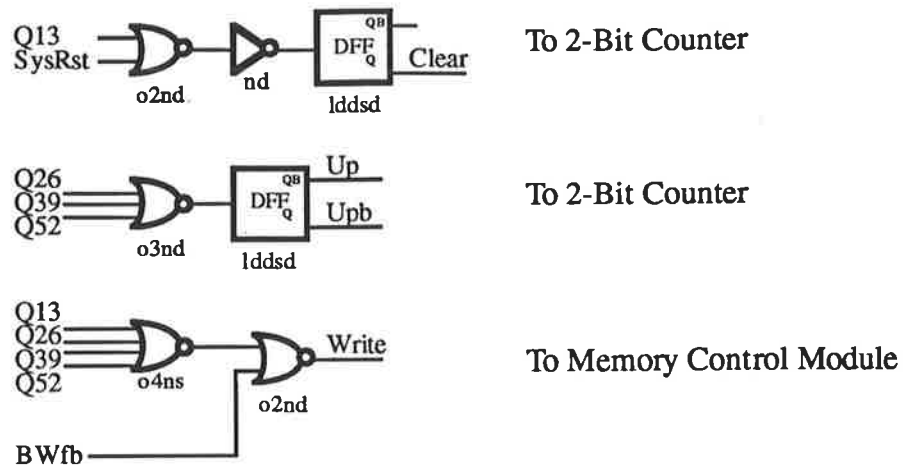 Q13
SysRst
o2nd
nd
QB
DFF
Q
lddsd
Clear
To 2-Bit Counter
Q26
Q39
Q52
o3nd
QB
DFF
Q
lddsd
Up
Upb
To 2-Bit Counter
Q13
Q26
Q39
Q52
o4ns
o2nd
Write
To Memory Control Module
BWfb